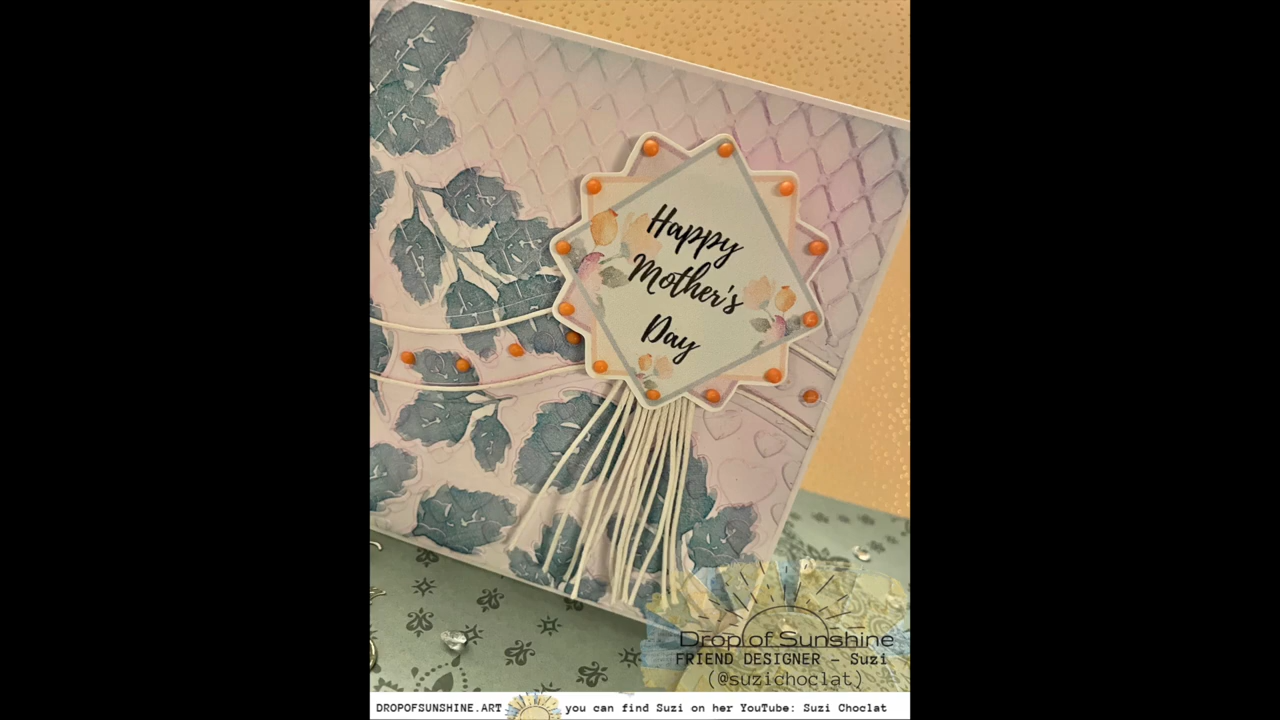 Happy
Mother's
Day
Drop of Sunshine
FRIEND DESIGNER – Suzi
(@suzichoclat)
DROPOFSUNSHINE.ART you can find Suzi on her YouTube: Suzi Choclat